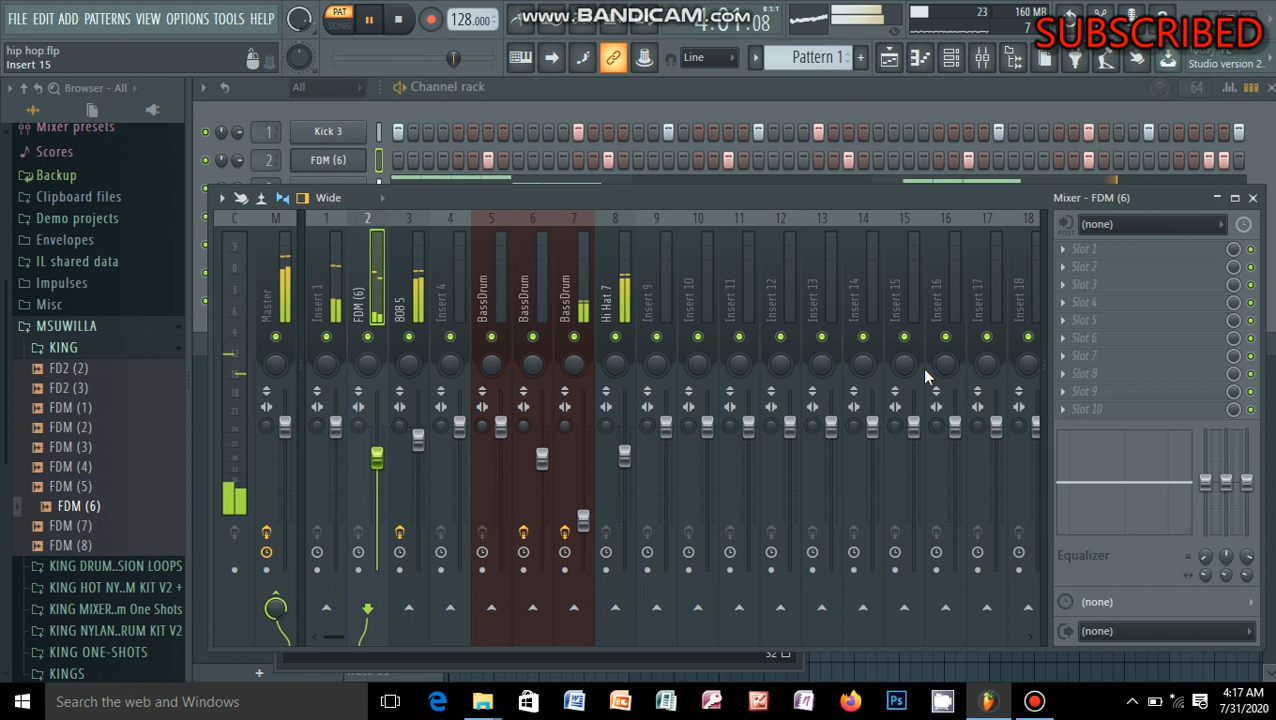 FILE EDIT ADD PATTERNS VIEW OPTIONS TOOLS HELP
PAT
SONG
128.000
www.BANDICAM.com
4:01:08
B:S:T
23
160 MB
7
SUBSCRIBED
hip hop.flp
Insert 15
Line
Pattern 1
Studio version 2..
Browser - All
All
Channel rack
64
Mixer presets
Scores
Backup
Clipboard files
Demo projects
Envelopes
IL shared data
Impulses
Misc
MSUWILLA
KING
FD2 (2)
FD2 (3)
FDM (1)
FDM (2)
FDM (3)
FDM (4)
FDM (5)
FDM (6)
FDM (7)
FDM (8)
KING DRUM..SION LOOPS
KING HOT NY..M KIT V2 +
KING MIXER..m One Shots
KING NYLAN..RUM KIT V2
KING ONE-SHOTS
KINGS
1 Kick 3
2 FDM (6)
Wide
Mixer - FDM (6)
C M 1 2 3 4 5 6 7 8 9 10 11 12 13 14 15 16 17 18
Master
Insert 1
FDM (6)
808 5
Insert 4
BassDrum
BassDrum
BassDrum
Hi Hat 7
Insert 9
Insert 10
Insert 11
Insert 12
Insert 13
Insert 14
Insert 15
Insert 16
Insert 17
Insert 18
(none)
Slot 1
Slot 2
Slot 3
Slot 4
Slot 5
Slot 6
Slot 7
Slot 8
Slot 9
Slot 10
Equalizer
(none)
(none)
32
Search the web and Windows
4:17 AM
7/31/2020